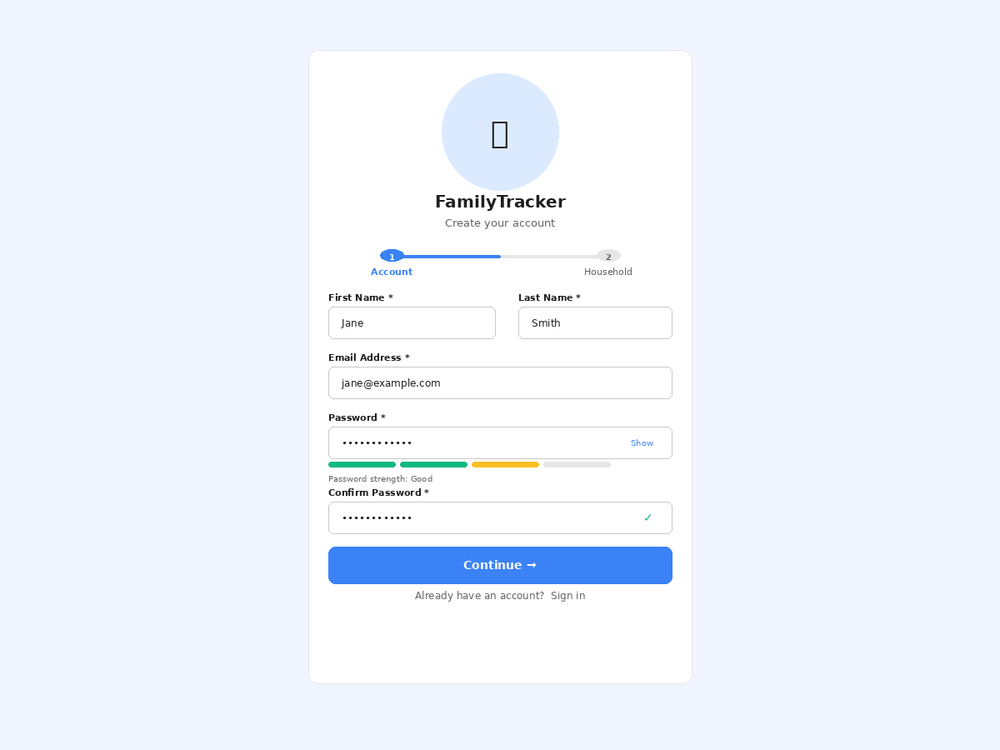 FamilyTracker
Create your account
1 2
Account Household
First Name * Last Name *
Jane Smith
Email Address *
jane@example.com
Password *
•••••••••••• Show
Password strength: Good
Confirm Password *
•••••••••••• ✓
Continue →
Already have an account? Sign in